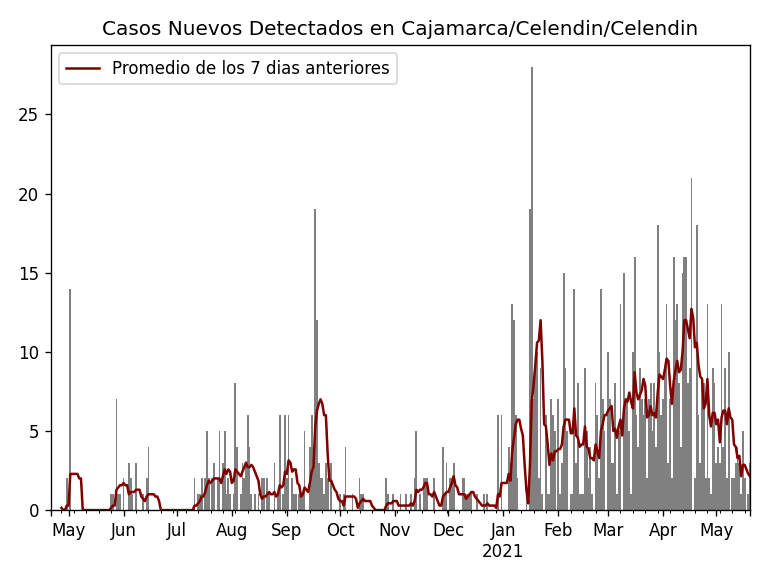 Casos Nuevos Detectados en Cajamarca/Celendin/Celendin
Promedio de los 7 dias anteriores
25
20
15
10
5
0
May Jun Jul Aug Sep Oct Nov Dec Jan Feb Mar Apr May
2021